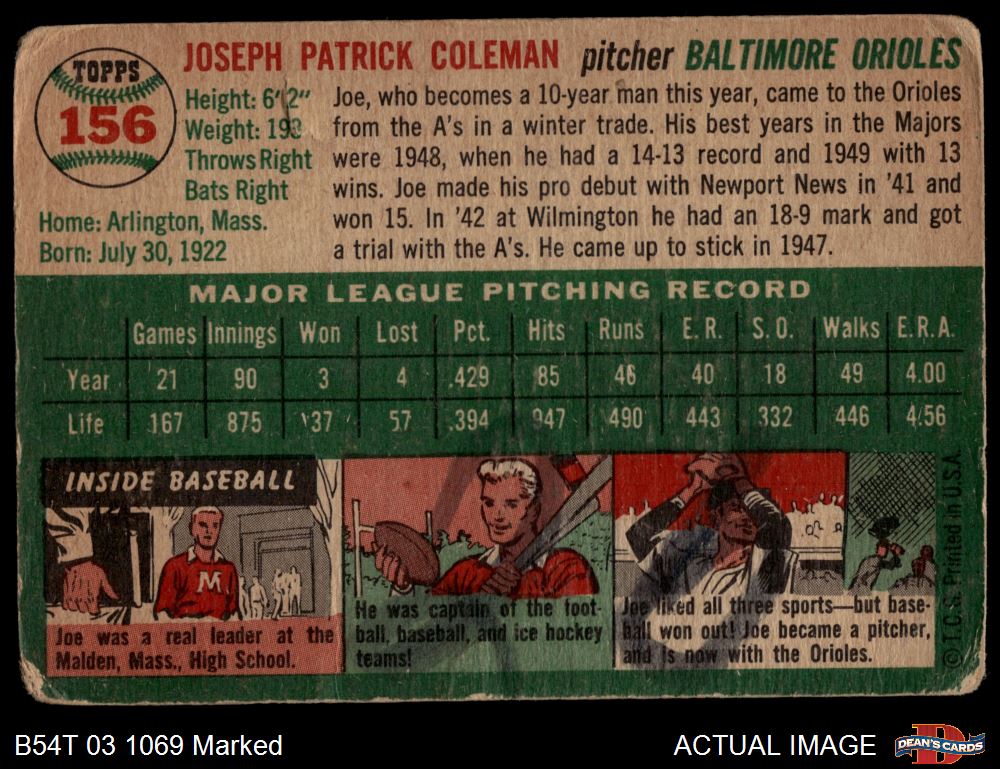 TOPPS
156
JOSEPH PATRICK COLEMAN pitcher BALTIMORE ORIOLES
Height: 6'2"
Weight: 193
Throws Right
Bats Right
Home: Arlington, Mass.
Born: July 30, 1922
Joe, who becomes a 10-year man this year, came to the Orioles
from the A's in a winter trade. His best years in the Majors
were 1948, when he had a 14-13 record and 1949 with 13
wins. Joe made his pro debut with Newport News in '41 and
won 15. In '42 at Wilmington he had an 18-9 mark and got
a trial with the A's. He came up to stick in 1947.
MAJOR LEAGUE PITCHING RECORD
Games Innings Won Lost Pct. Hits Runs E. R. S. O. Walks E.R.A.
Year 21 90 3 4 .429 85 46 40 18 49 4.00
Life 167 875 37 57 .394 947 490 443 332 446 4.56
INSIDE BASEBALL
M
Joe was a real leader at the
Malden, Mass., High School.
He was captain of the foot-
ball, baseball, and ice hockey
teams!
Joe liked all three sports—but base-
ball won out! Joe became a pitcher,
and is now with the Orioles.
© T.C.G. Printed in U.S.A.
B54T 03 1069 Marked
ACTUAL IMAGE
D
DEAN'S CARDS